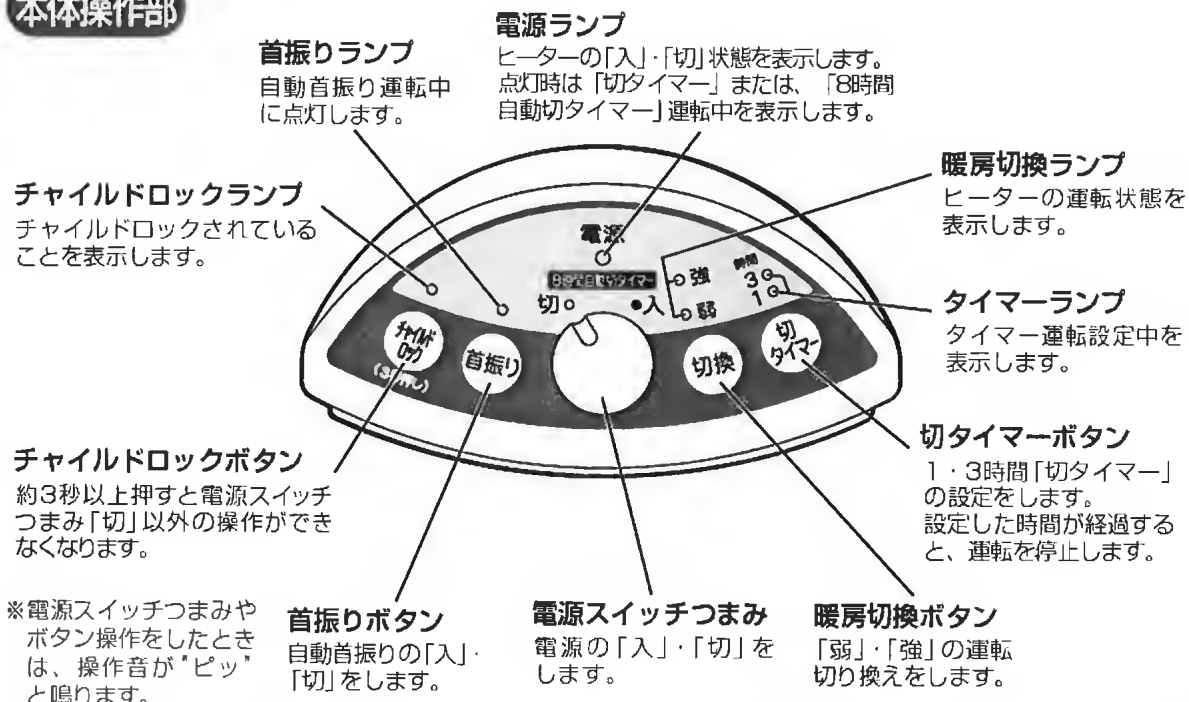 本体操作部
電源ランプ
ヒーターの「入」・「切」状態を表示します。
点灯時は「切タイマー」または、「8時間
自動切タイマー」運転中を表示します。
首振りランプ
自動首振り運転中
に点灯します。
チャイルドロックランプ
チャイルドロックされている
ことを表示します。
暖房切換ランプ
ヒーターの運転状態を
表示します。
タイマーランプ
タイマー運転設定中を
表示します。
電源
8時間自動切タイマー
切 入
強
弱
時間
3
1
チャイルド
ロック
(3秒押し)
首振り
切換
切
タイマー
チャイルドロックボタン
約3秒以上押すと電源スイッチ
つまみ「切」以外の操作ができ
なくなります。
※電源スイッチつまみや
ボタン操作をしたとき
は、操作音が"ピッ"
と鳴ります。
首振りボタン
自動首振りの「入」・
「切」をします。
電源スイッチつまみ
電源の「入」・「切」を
します。
暖房切換ボタン
「弱」・「強」の運転
切り換えをします。
切タイマーボタン
1・3時間「切タイマー」
の設定をします。
設定した時間が経過する
と、運転を停止します。